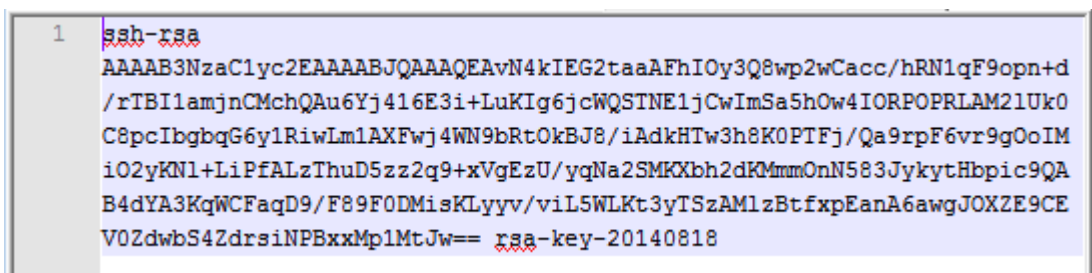 1 ssh-rsa
AAAAB3NzaC1yc2EAAAABJQAAAQEAvN4kIEG2taaAFhIOy3Q8wp2wCacc/hRN1qF9opn+d
/rTBI1amjnCMchQAu6Yj416E3i+LuKIg6jcWQSTNE1jCwImSa5hOw4IORPOPRLAM2lUk0
C8pcIbgbqG6y1RiwLm1AXFwj4WN9bRtOkBJ8/iAdkHTw3h8K0PTFj/Qa9rpF6vr9gOoIM
iO2yKNl+LiPfALzThuD5zz2q9+xVgEzU/yqNa2SMKXbh2dKMmmOnN583JykytHbpic9QA
B4dYA3KqWCFaqD9/F89F0DMisKLyyv/viL5WLKt3yTSzAMlzBtfxpEanA6awgJOXZE9CE
V0ZdwbS4ZdrsiNPBxxMp1MtJw== rsa-key-20140818